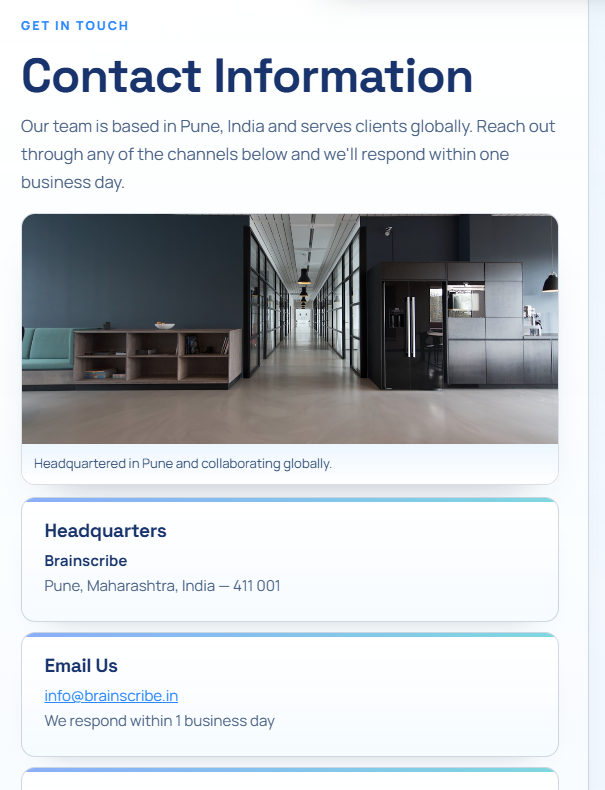 GET IN TOUCH
Contact Information
Our team is based in Pune, India and serves clients globally. Reach out
through any of the channels below and we'll respond within one
business day.
Headquartered in Pune and collaborating globally.
Headquarters
Brainscribe
Pune, Maharashtra, India — 411 001
Email Us
info@brainscribe.in
We respond within 1 business day